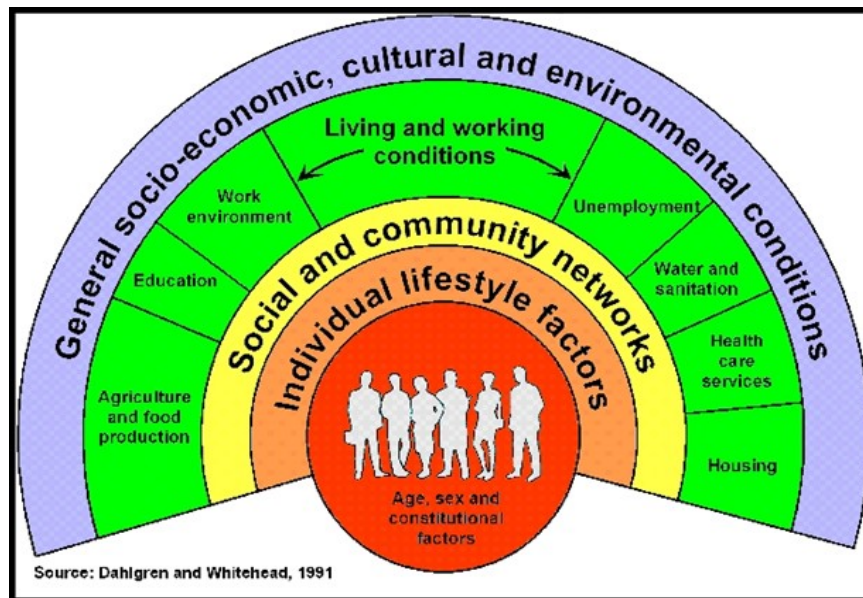 General socio-economic, cultural and environmental conditions
Living and working
conditions
Work
environment
Unemployment
Education
Water and
sanitation
Agriculture
and food
production
Health
care
services
Housing
Social and community networks
Individual lifestyle factors
Age, sex and
constitutional
factors
Source: Dahlgren and Whitehead, 1991